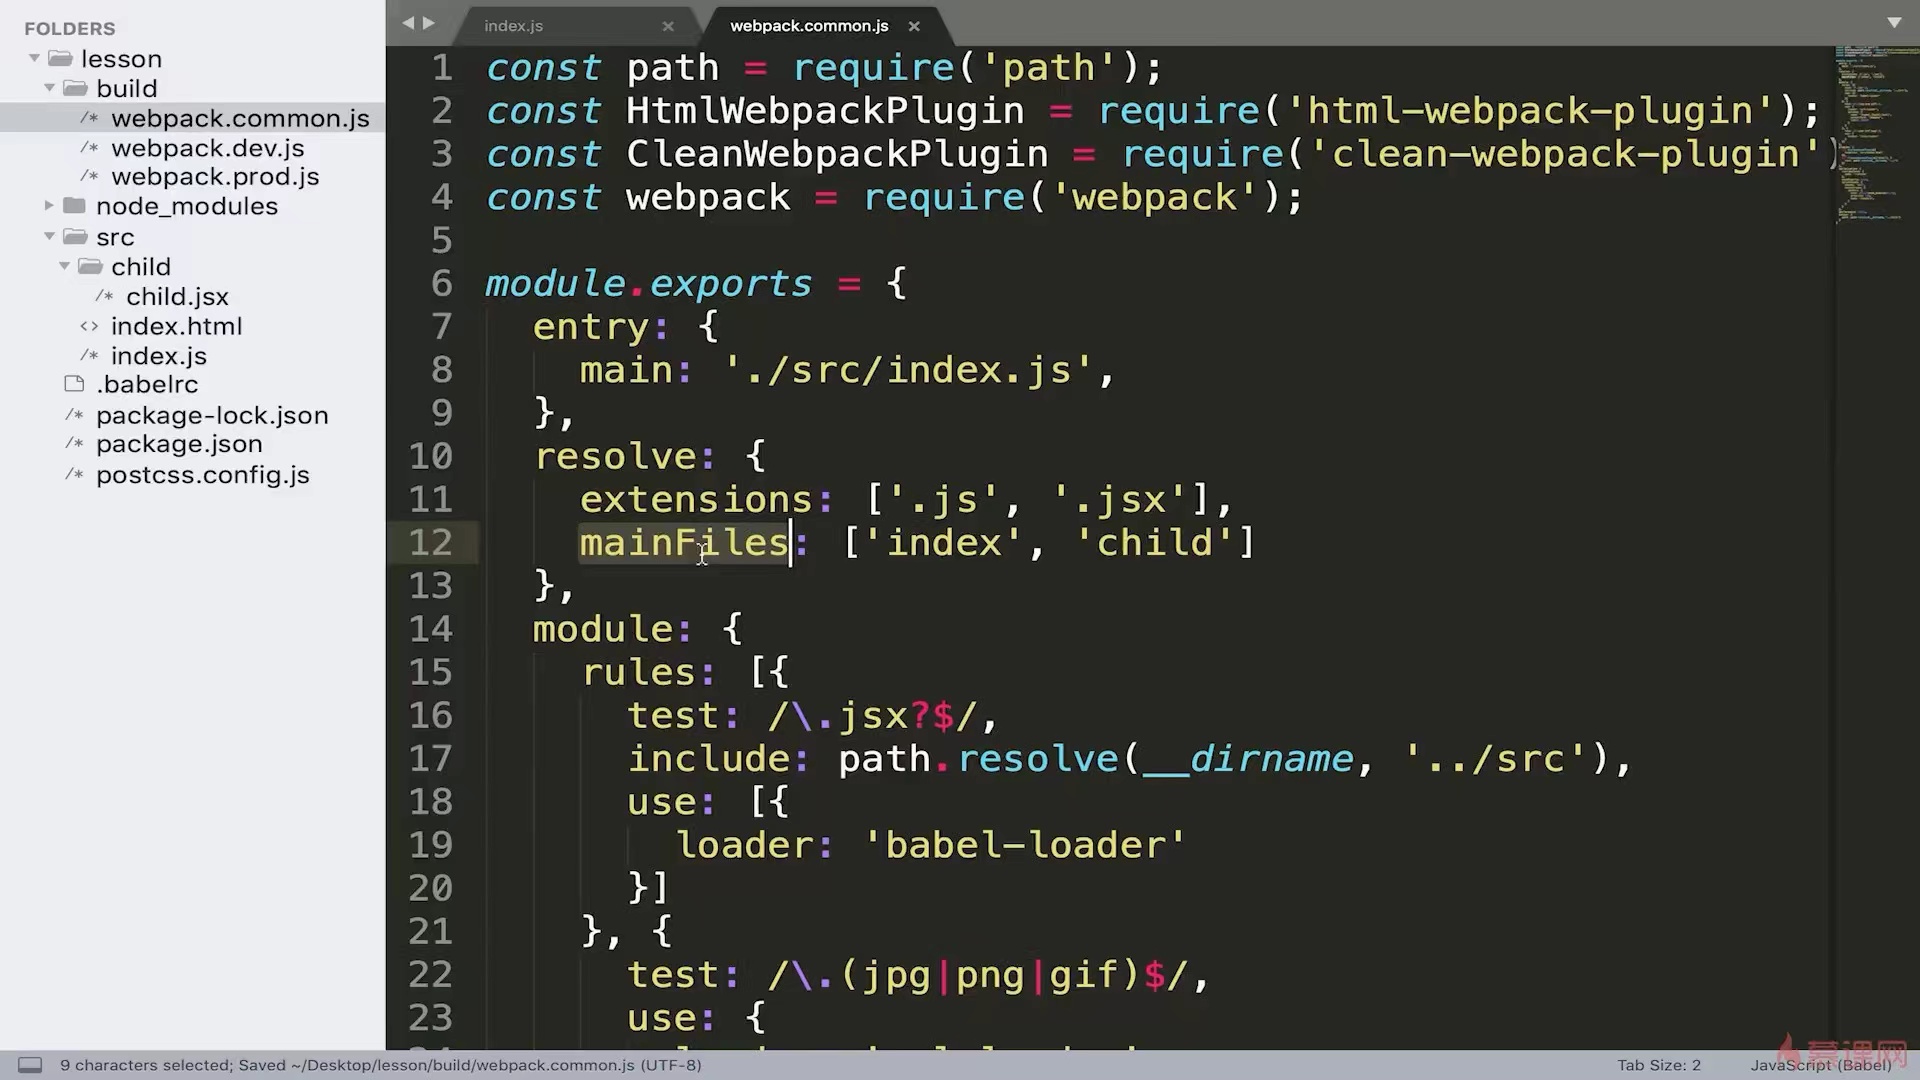 FOLDERS
lesson
build
/* webpack.common.js
/* webpack.dev.js
/* webpack.prod.js
node_modules
src
child
/* child.jsx
<> index.html
/* index.js
.babelrc
/* package-lock.json
/* package.json
/* postcss.config.js
index.js ×
webpack.common.js ×
1 const path = require('path');
2 const HtmlWebpackPlugin = require('html-webpack-plugin');
3 const CleanWebpackPlugin = require('clean-webpack-plugin')
4 const webpack = require('webpack');
5
6 module.exports = {
7 entry: {
8 main: './src/index.js',
9 },
10 resolve: {
11 extensions: ['.js', '.jsx'],
12 mainFiles: ['index', 'child']
13 },
14 module: {
15 rules: [{
16 test: /\.jsx?$/,
17 include: path.resolve(__dirname, '../src'),
18 use: [{
19 loader: 'babel-loader'
20 }]
21 }, {
22 test: /\.(jpg|png|gif)$/,
23 use: {
9 characters selected; Saved ~/Desktop/lesson/build/webpack.common.js (UTF-8)
Tab Size: 2
JavaScript (Babel)
慕课网